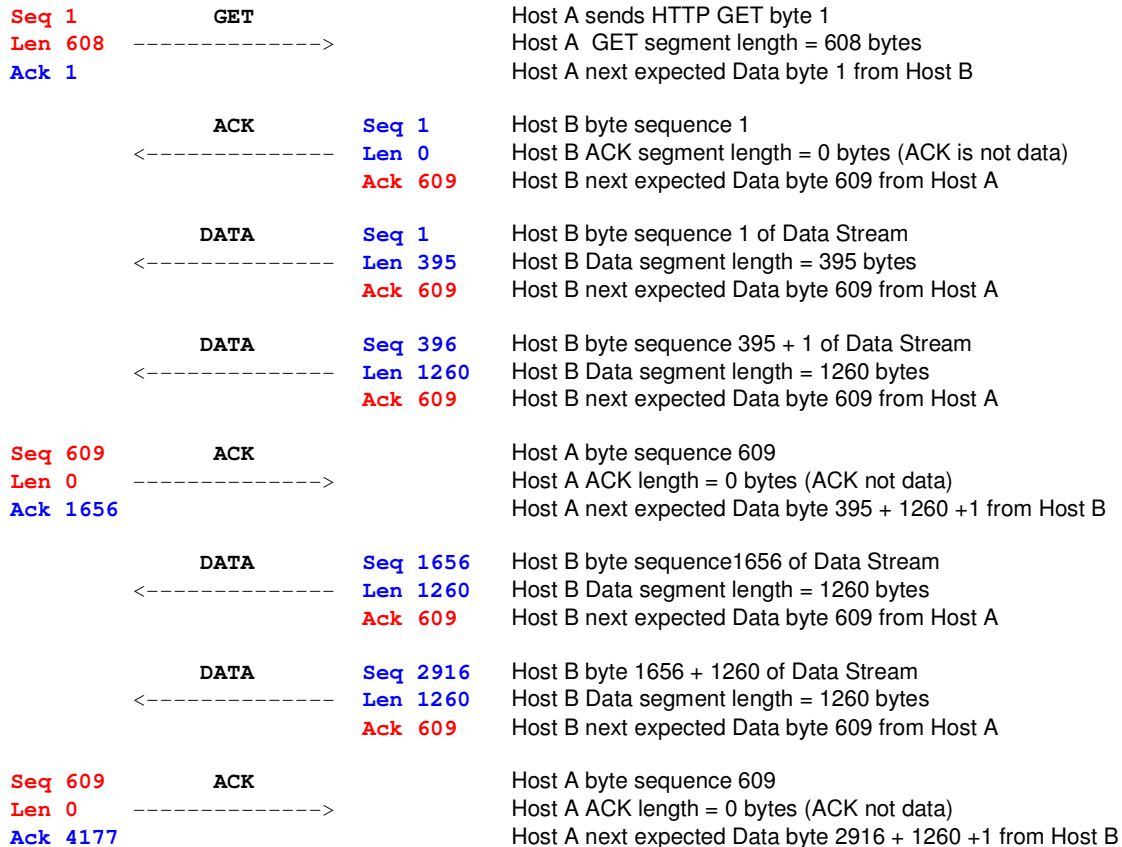 Seq 1 GET Host A sends HTTP GET byte 1
Len 608 --------------> Host A GET segment length = 608 bytes
Ack 1 Host A next expected Data byte 1 from Host B
ACK Seq 1 Host B byte sequence 1
<-------------- Len 0 Host B ACK segment length = 0 bytes (ACK is not data)
Ack 609 Host B next expected Data byte 609 from Host A
DATA Seq 1 Host B byte sequence 1 of Data Stream
<-------------- Len 395 Host B Data segment length = 395 bytes
Ack 609 Host B next expected Data byte 609 from Host A
DATA Seq 396 Host B byte sequence 395 + 1 of Data Stream
<-------------- Len 1260 Host B Data segment length = 1260 bytes
Ack 609 Host B next expected Data byte 609 from Host A
Seq 609 ACK Host A byte sequence 609
Len 0 --------------> Host A ACK length = 0 bytes (ACK not data)
Ack 1656 Host A next expected Data byte 395 + 1260 +1 from Host B
DATA Seq 1656 Host B byte sequence1656 of Data Stream
<-------------- Len 1260 Host B Data segment length = 1260 bytes
Ack 609 Host B next expected Data byte 609 from Host A
DATA Seq 2916 Host B byte 1656 + 1260 of Data Stream
<-------------- Len 1260 Host B Data segment length = 1260 bytes
Ack 609 Host B next expected Data byte 609 from Host A
Seq 609 ACK Host A byte sequence 609
Len 0 --------------> Host A ACK length = 0 bytes (ACK not data)
Ack 4177 Host A next expected Data byte 2916 + 1260 +1 from Host B